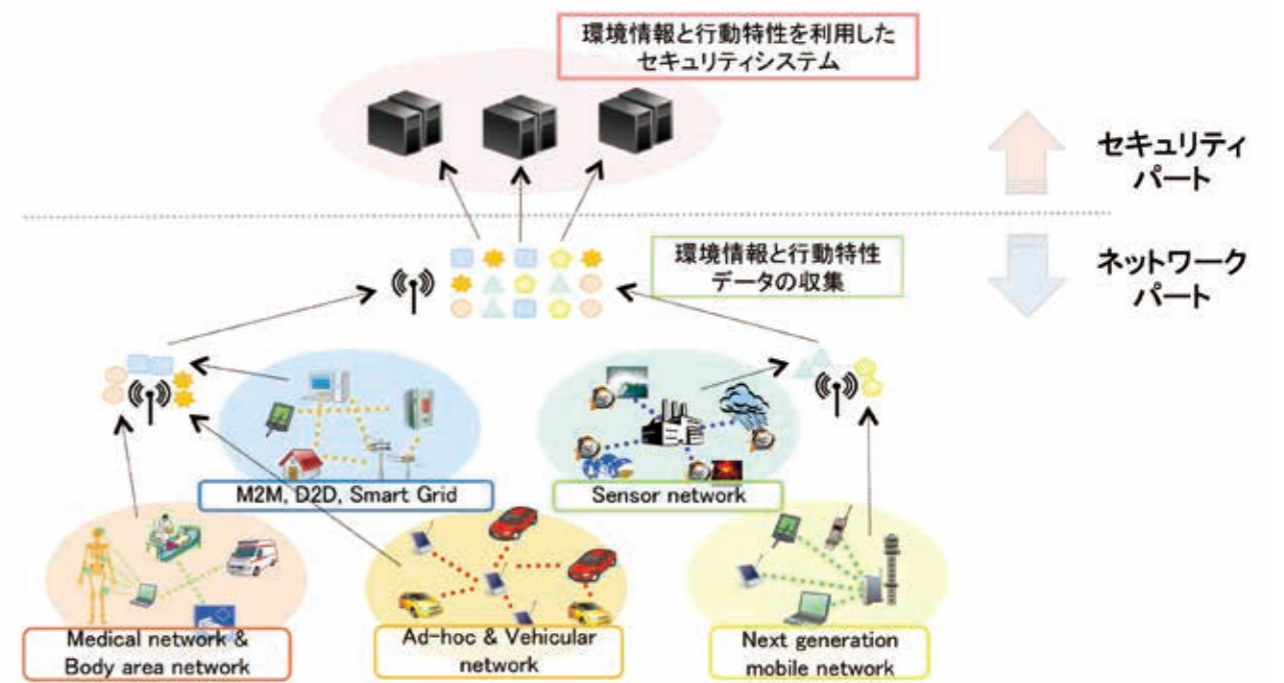 環境情報と行動特性を利用した
セキュリティシステム
セキュリティ
パート
環境情報と行動特性
データの収集
ネットワーク
パート
M2M, D2D, Smart Grid
Sensor network
Medical network &
Body area network
Ad-hoc & Vehicular
network
Next generation
mobile network